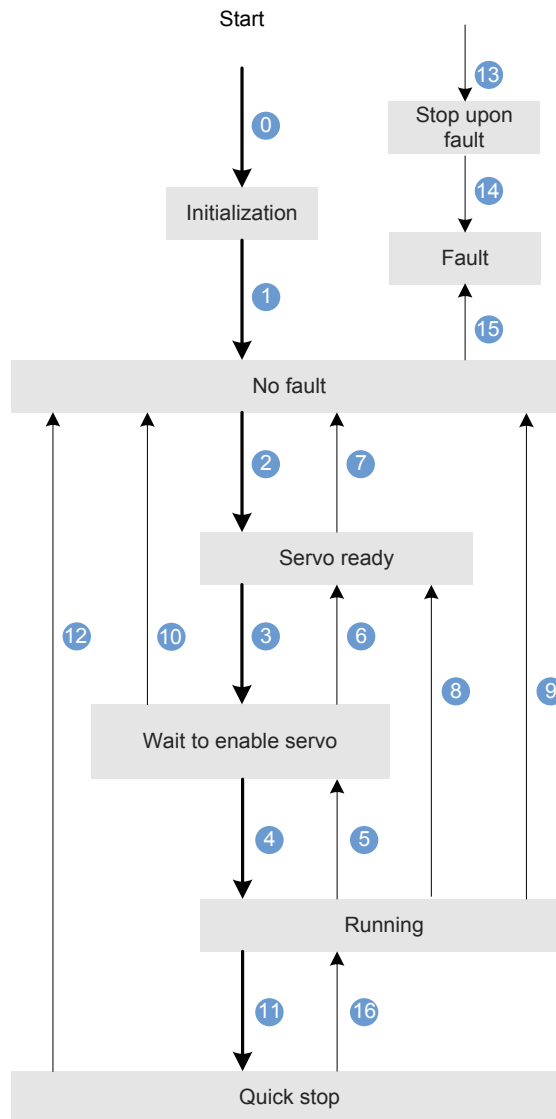 Start
13
0
Stop upon
fault
14
Initialization
Fault
1
15
No fault
2
7
Servo ready
12
10
3
6
8
9
Wait to enable servo
4
5
Running
11
16
Quick stop